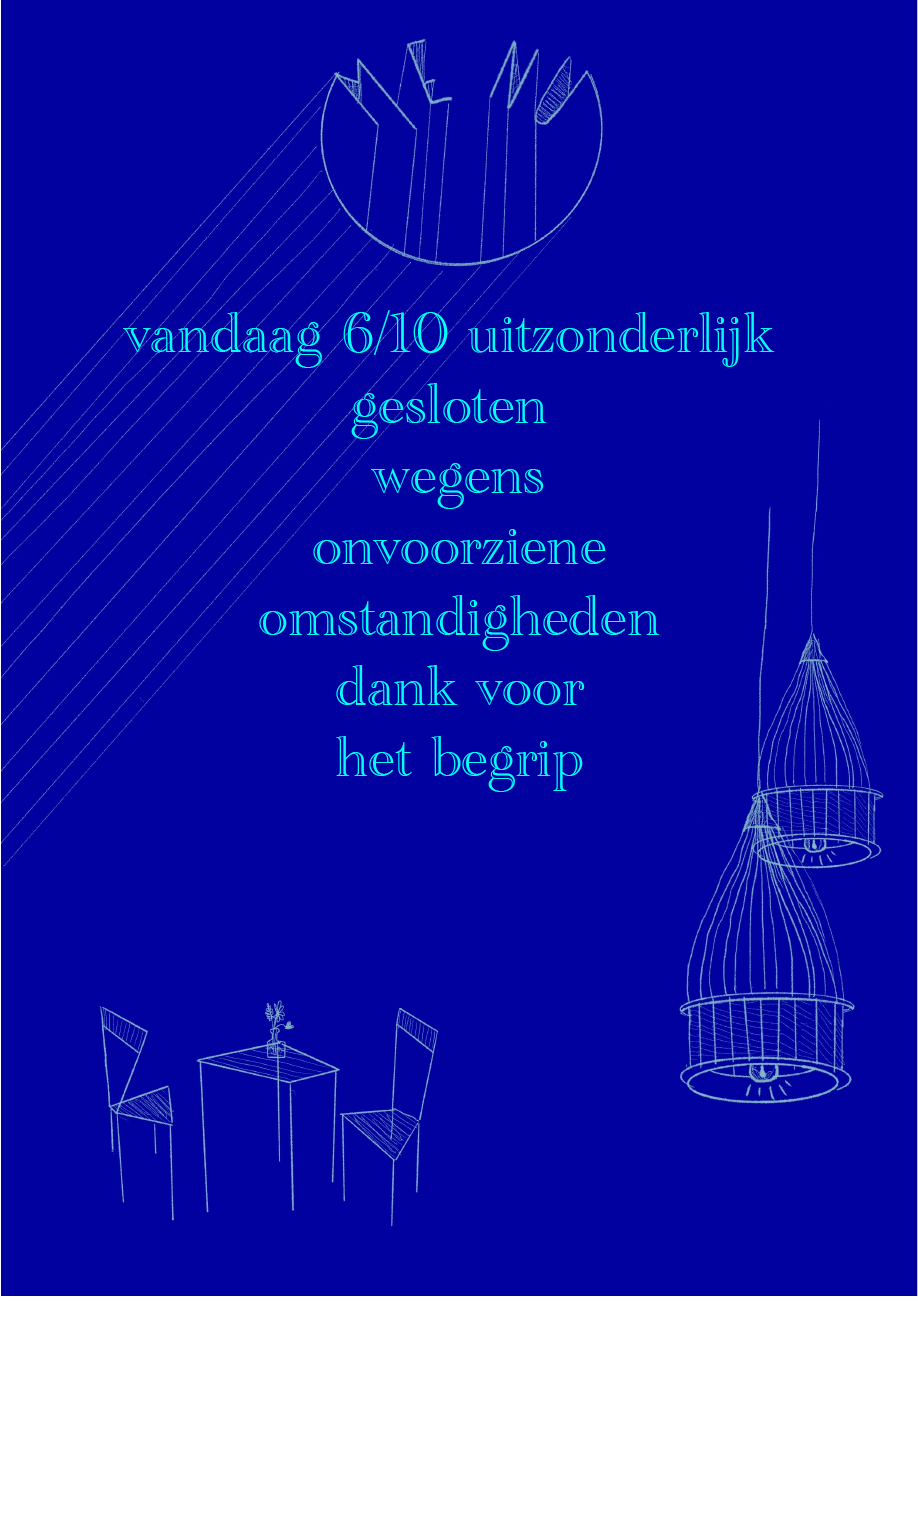 vandaag 6/10 uitzonderlijk
gesloten
wegens
onvoorziene
omstandigheden
dank voor
het begrip